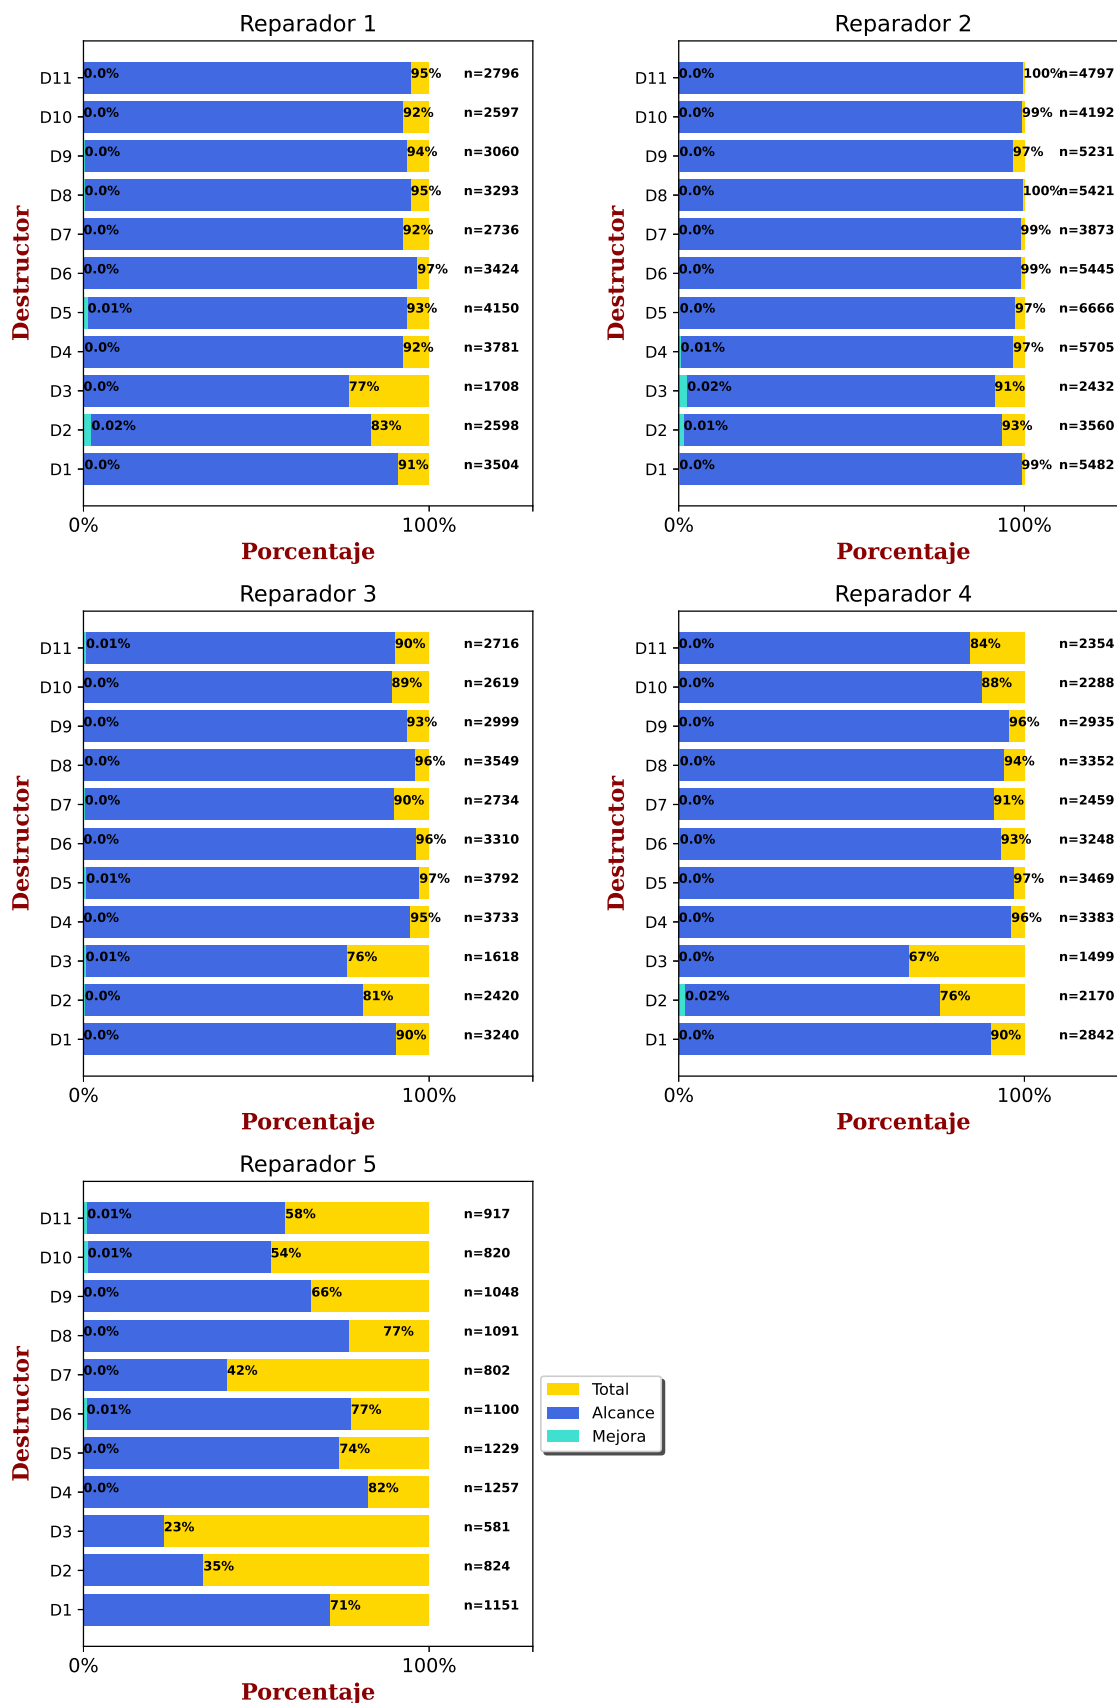 Reparador 1
Destructor
D11 0.0% 95% n=2796
D10 0.0% 92% n=2597
D9 0.0% 94% n=3060
D8 0.0% 95% n=3293
D7 0.0% 92% n=2736
D6 0.0% 97% n=3424
D5 0.01% 93% n=4150
D4 0.0% 92% n=3781
D3 0.0% 77% n=1708
D2 0.02% 83% n=2598
D1 0.0% 91% n=3504
0% 100%
Porcentaje
Reparador 2
Destructor
D11 0.0% 100% n=4797
D10 0.0% 99% n=4192
D9 0.0% 97% n=5231
D8 0.0% 100% n=5421
D7 0.0% 99% n=3873
D6 0.0% 99% n=5445
D5 0.0% 97% n=6666
D4 0.01% 97% n=5705
D3 0.02% 91% n=2432
D2 0.01% 93% n=3560
D1 0.0% 99% n=5482
0% 100%
Porcentaje
Reparador 3
Destructor
D11 0.01% 90% n=2716
D10 0.0% 89% n=2619
D9 0.0% 93% n=2999
D8 0.0% 96% n=3549
D7 0.0% 90% n=2734
D6 0.0% 96% n=3310
D5 0.01% 97% n=3792
D4 0.0% 95% n=3733
D3 0.01% 76% n=1618
D2 0.0% 81% n=2420
D1 0.0% 90% n=3240
0% 100%
Porcentaje
Reparador 4
Destructor
D11 0.0% 84% n=2354
D10 0.0% 88% n=2288
D9 0.0% 96% n=2935
D8 0.0% 94% n=3352
D7 0.0% 91% n=2459
D6 0.0% 93% n=3248
D5 0.0% 97% n=3469
D4 0.0% 96% n=3383
D3 0.0% 67% n=1499
D2 0.02% 76% n=2170
D1 0.0% 90% n=2842
0% 100%
Porcentaje
Reparador 5
Destructor
D11 0.01% 58% n=917
D10 0.01% 54% n=820
D9 0.0% 66% n=1048
D8 0.0% 77% n=1091
D7 0.0% 42% n=802
D6 0.01% 77% n=1100
D5 0.0% 74% n=1229
D4 0.0% 82% n=1257
D3 23% n=581
D2 35% n=824
D1 71% n=1151
0% 100%
Porcentaje
Total
Alcance
Mejora